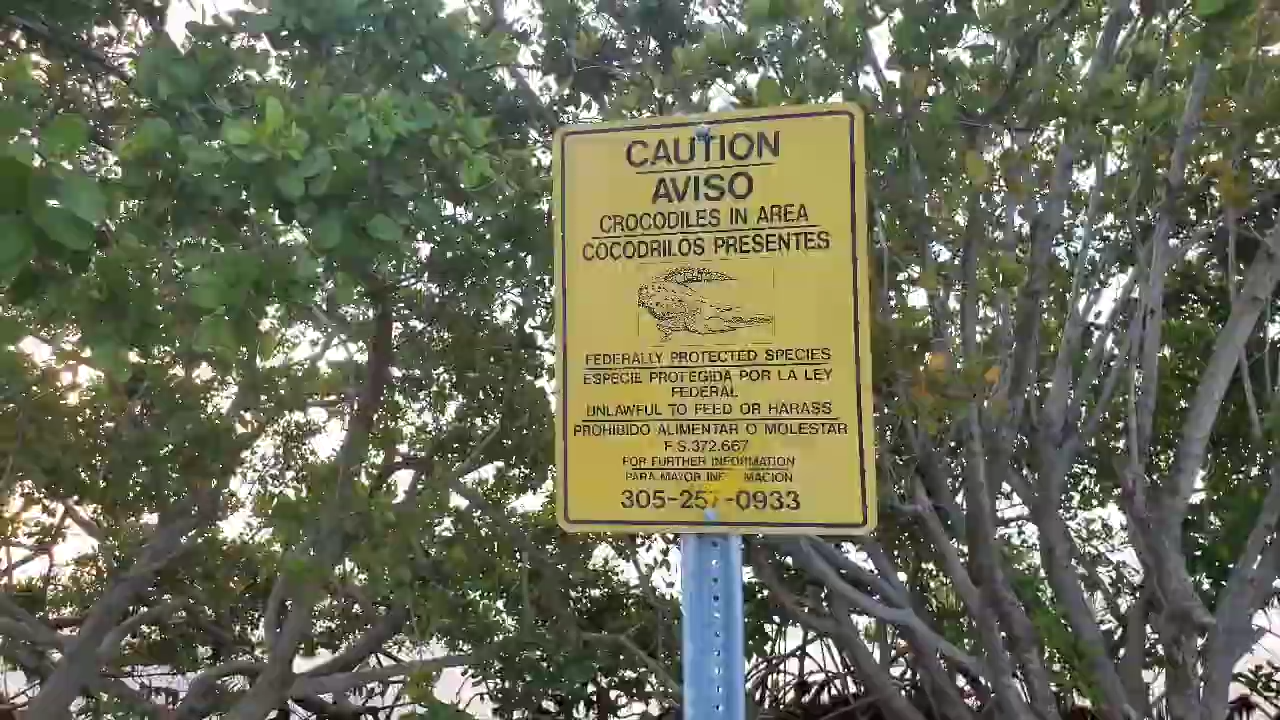 CAUTION
AVISO
CROCODILES IN AREA
COCODRILOS PRESENTES
FEDERALLY PROTECTED SPECIES
ESPECIE PROTEGIDA POR LA LEY
FEDERAL
UNLAWFUL TO FEED OR HARASS
PROHIBIDO ALIMENTAR O MOLESTAR
F.S.372.667
FOR FURTHER INFORMATION
PARA MAYOR